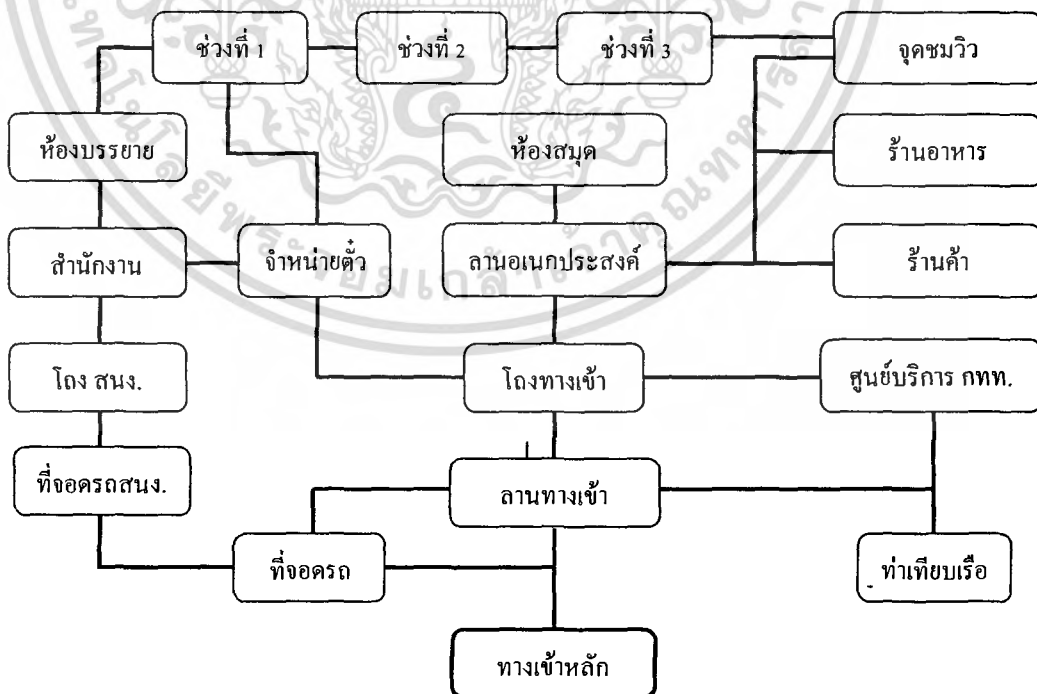 ช่วงที่ 1
ช่วงที่ 2
ช่วงที่ 3
จุดชมวิว
ห้องบรรยาย
ห้องสมุด
ร้านอาหาร
สำนักงาน
จำหน่ายตั๋ว
ลานอเนกประสงค์
ร้านค้า
โถง สนง.
โถงทางเข้า
ศูนย์บริการ กทท.
ที่จอดรถสนง.
ลานทางเข้า
ที่จอดรถ
ท่าเทียบเรือ
ทางเข้าหลัก